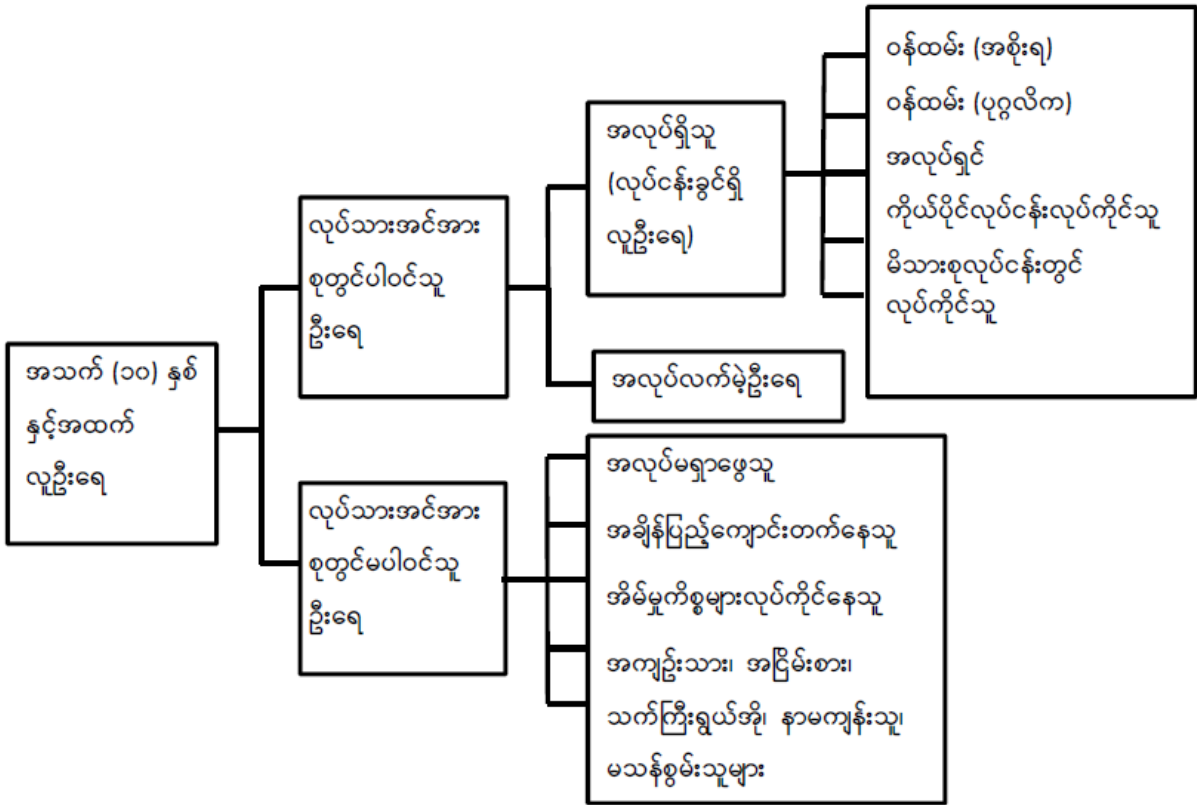 အသက် (၁၀) နှစ်
နှင့်အထက်
လူဦးရေ
လုပ်သားအင်အား
စုတွင်ပါဝင်သူ
ဦးရေ
လုပ်သားအင်အား
စုတွင်မပါဝင်သူ
ဦးရေ
အလုပ်ရှိသူ
(လုပ်ငန်းခွင်ရှိ
လူဦးရေ)
အလုပ်လက်မဲ့ဦးရေ
ဝန်ထမ်း (အစိုးရ)
ဝန်ထမ်း (ပုဂ္ဂလိက)
အလုပ်ရှင်
ကိုယ်ပိုင်လုပ်ငန်းလုပ်ကိုင်သူ
မိသားစုလုပ်ငန်းတွင်
လုပ်ကိုင်သူ
အလုပ်မရှာဖွေသူ
အချိန်ပြည့်ကျောင်းတက်နေသူ
အိမ်မှုကိစ္စများလုပ်ကိုင်နေသူ
အကျဥ်းသား၊ အငြိမ်းစား၊
သက်ကြီးရွယ်အို၊ နာမကျန်းသူ၊
မသန်စွမ်းသူများ